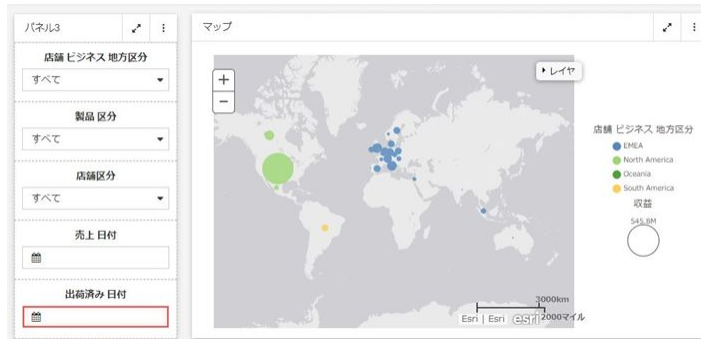 パネル3
店舗 ビジネス 地方区分
すべて
製品 区分
すべて
店舗区分
すべて
売上 日付
出荷済み 日付
マップ
+
−
レイヤ
3000km
2000マイル
Esri | Esri
esri
店舗 ビジネス 地方区分
EMEA
North America
Oceania
South America
収益
545.8M